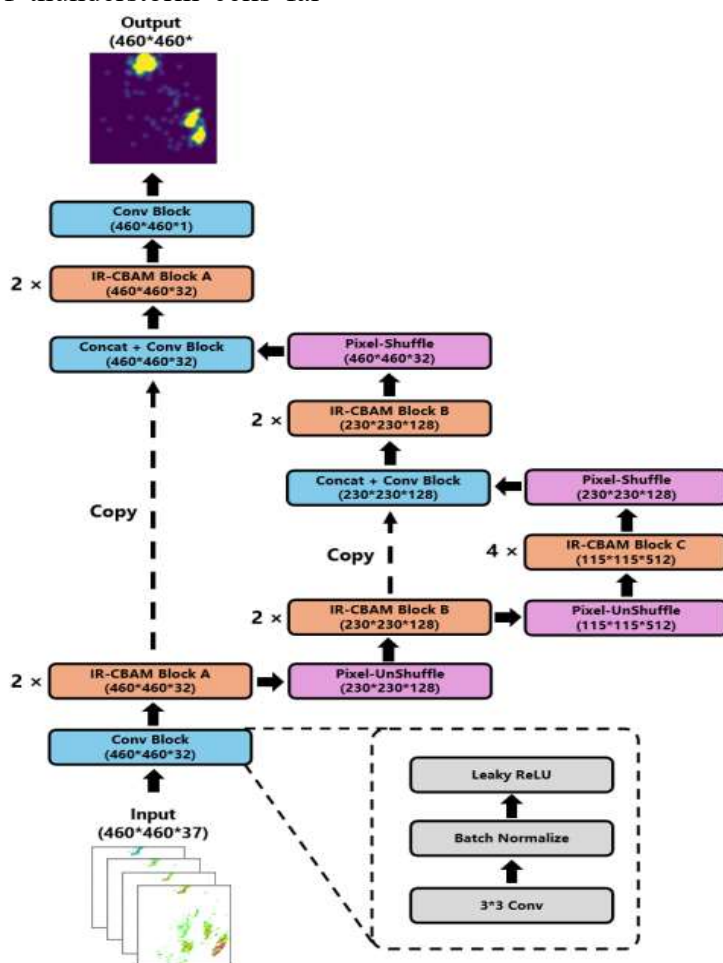 Output
(460*460*
Conv Block
(460*460*1)
2 ×
IR-CBAM Block A
(460*460*32)
Concat + Conv Block
(460*460*32)
Pixel-Shuffle
(460*460*32)
2 ×
IR-CBAM Block B
(230*230*128)
Concat + Conv Block
(230*230*128)
Pixel-Shuffle
(230*230*128)
Copy
Copy
4 ×
IR-CBAM Block C
(115*115*512)
2 ×
IR-CBAM Block B
(230*230*128)
Pixel-UnShuffle
(115*115*512)
2 ×
IR-CBAM Block A
(460*460*32)
Pixel-UnShuffle
(230*230*128)
Conv Block
(460*460*32)
Leaky ReLU
Batch Normalize
3*3 Conv
Input
(460*460*37)